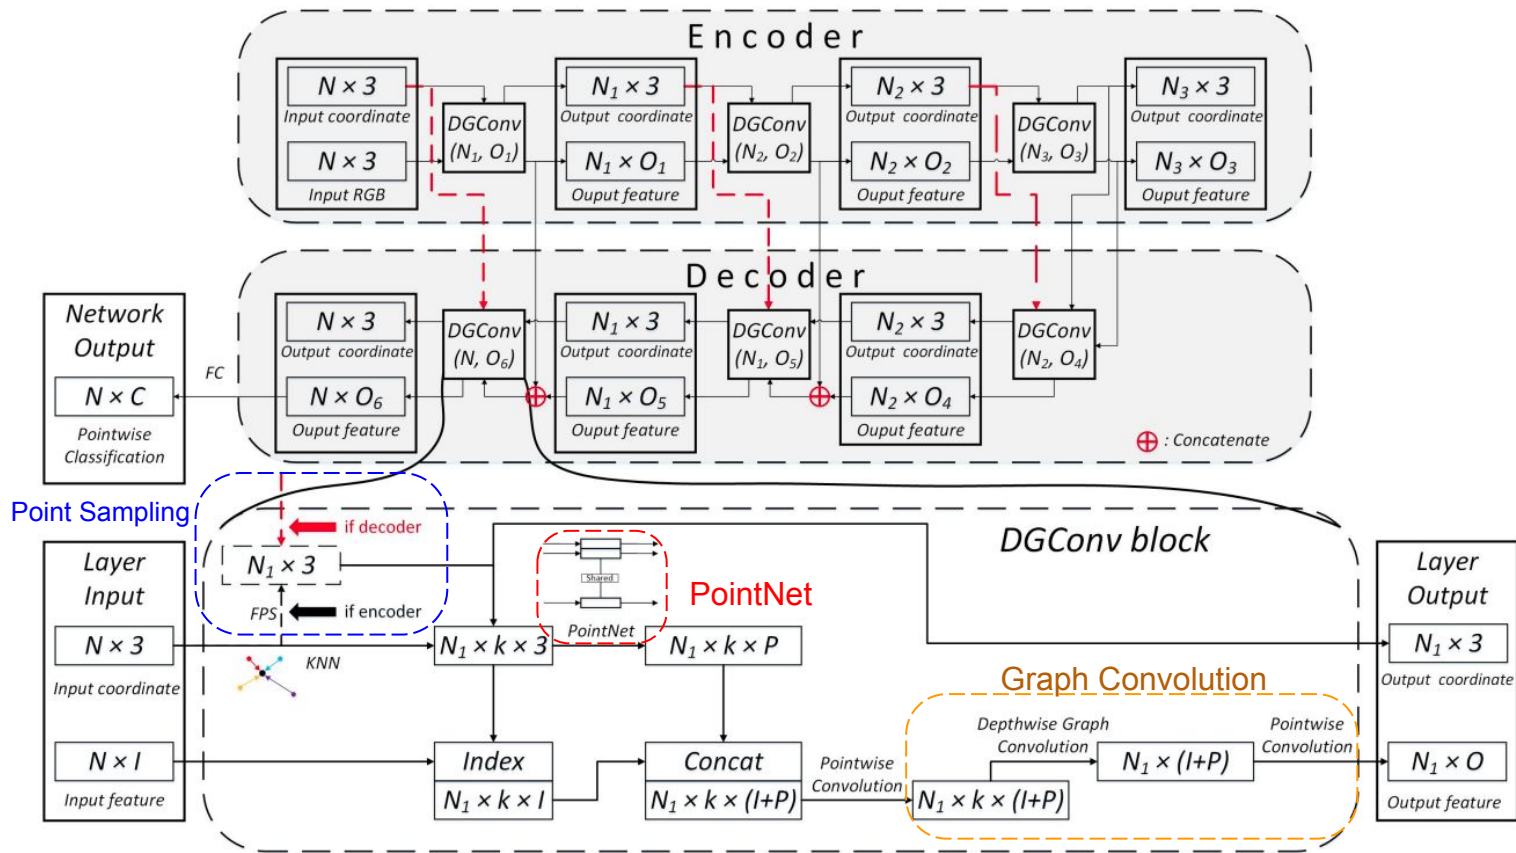 Encoder
N × 3
Input coordinate
N × 3
Input RGB
DGConv
(N₁, O₁)
N₁ × 3
Output coordinate
N₁ × O₁
Ouput feature
DGConv
(N₂, O₂)
N₂ × 3
Output coordinate
N₂ × O₂
Ouput feature
DGConv
(N₃, O₃)
N₃ × 3
Output coordinate
N₃ × O₃
Ouput feature
Decoder
Network
Output
N × C
Pointwise
Classification
FC
N × 3
Output coordinate
N × O₆
Ouput feature
DGConv
(N, O₆)
N₁ × 3
Output coordinate
N₁ × O₅
Ouput feature
DGConv
(N₁, O₅)
N₂ × 3
Output coordinate
N₂ × O₄
Ouput feature
DGConv
(N₂, O₄)
: Concatenate
Point Sampling
if decoder
N₁ × 3
FPS
if encoder
Layer
Input
N × 3
Input coordinate
N × I
Input feature
KNN
Shared
PointNet
PointNet
DGConv block
N₁ × k × 3
N₁ × k × P
Index
N₁ × k × I
Concat
N₁ × k × (I+P)
Pointwise
Convolution
Graph Convolution
N₁ × k × (I+P)
Depthwise Graph
Convolution
N₁ × (I+P)
Pointwise
Convolution
Layer
Output
N₁ × 3
Output coordinate
N₁ × O
Output feature